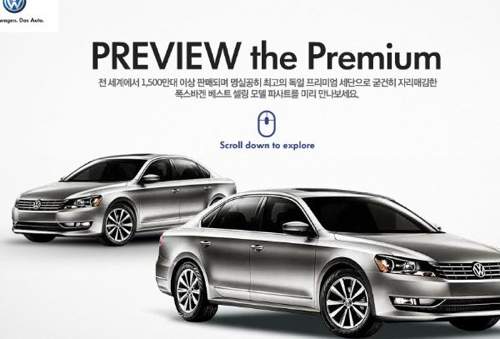 Das Auto.
PREVIEW the Premium
전 세계에서 1,500만대 이상 판매되며 명실공히 최고의 독일 프리미엄 세단으로 굳건히 자리매김한
폭스바겐 베스트 셀링 모델 파사트를 미리 만나보세요.
Scroll down to explore